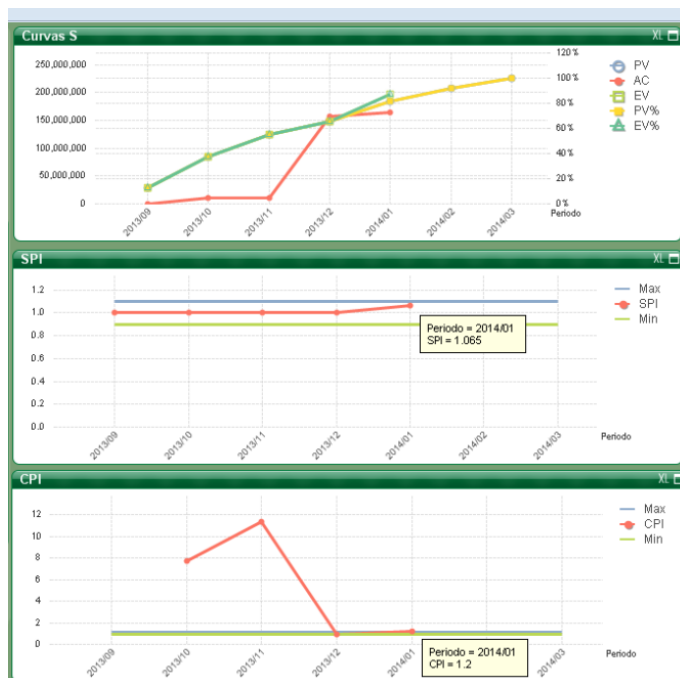 Curvas S
XL
250,000,000
200,000,000
150,000,000
100,000,000
50,000,000
0
120%
100%
80%
60%
40%
20%
0%
2013/09
2013/10
2013/11
2013/12
2014/01
2014/02
2014/03
Periodo
PV
AC
EV
PV%
EV%
SPI
XL
1.2
1.0
0.8
0.6
0.4
0.2
0.0
2013/09
2013/10
2013/11
2013/12
2014/01
2014/02
2014/03
Periodo
Max
SPI
Min
Periodo = 2014/01
SPI = 1.065
CPI
XL
12
10
8
6
4
2
0
2013/09
2013/10
2013/11
2013/12
2014/01
2014/03
Periodo
Max
CPI
Min
Periodo = 2014/01
CPI = 1.2